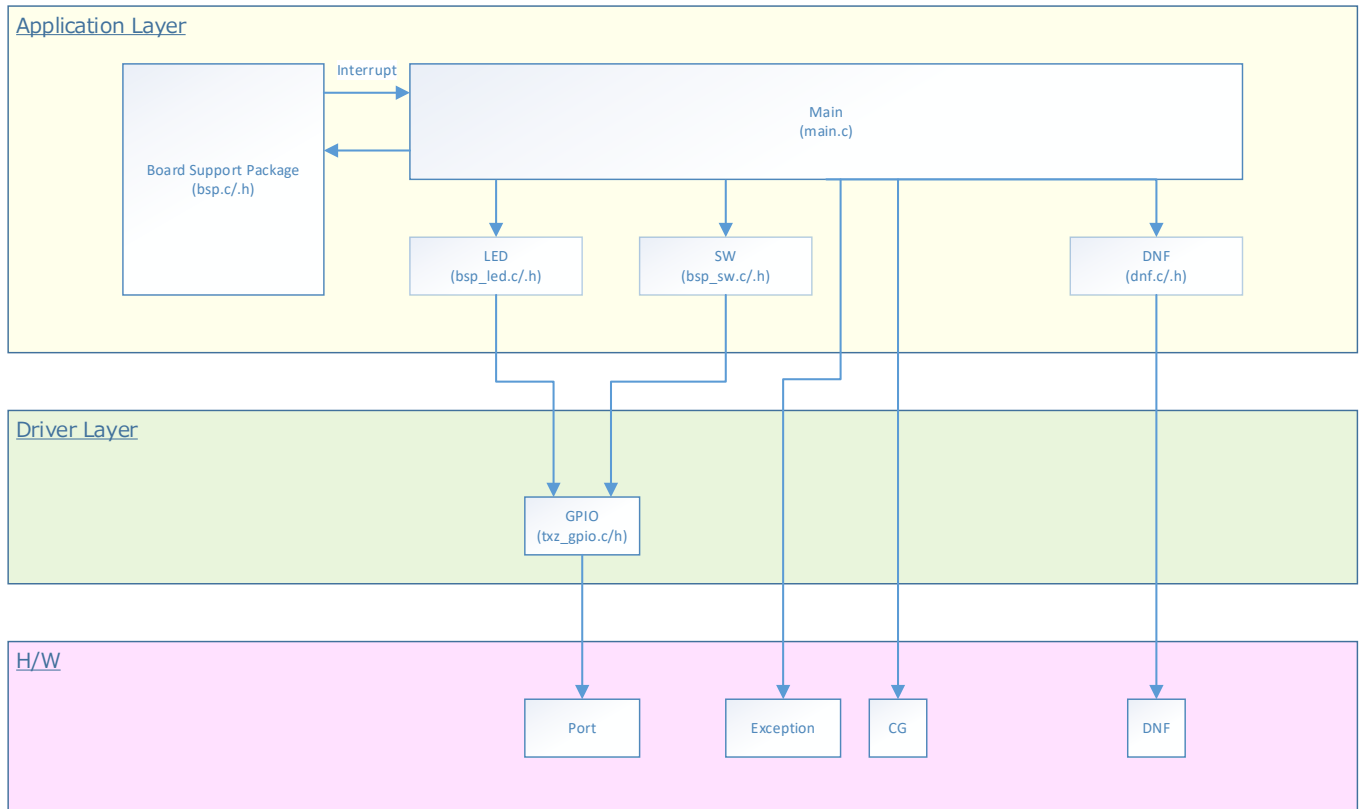 Application Layer
Interrupt
Main
(main.c)
Board Support Package
(bsp.c/.h)
LED
(bsp_led.c/.h)
SW
(bsp_sw.c/.h)
DNF
(dnf.c/.h)
Driver Layer
GPIO
(txz_gpio.c/h)
H/W
Port
Exception
CG
DNF